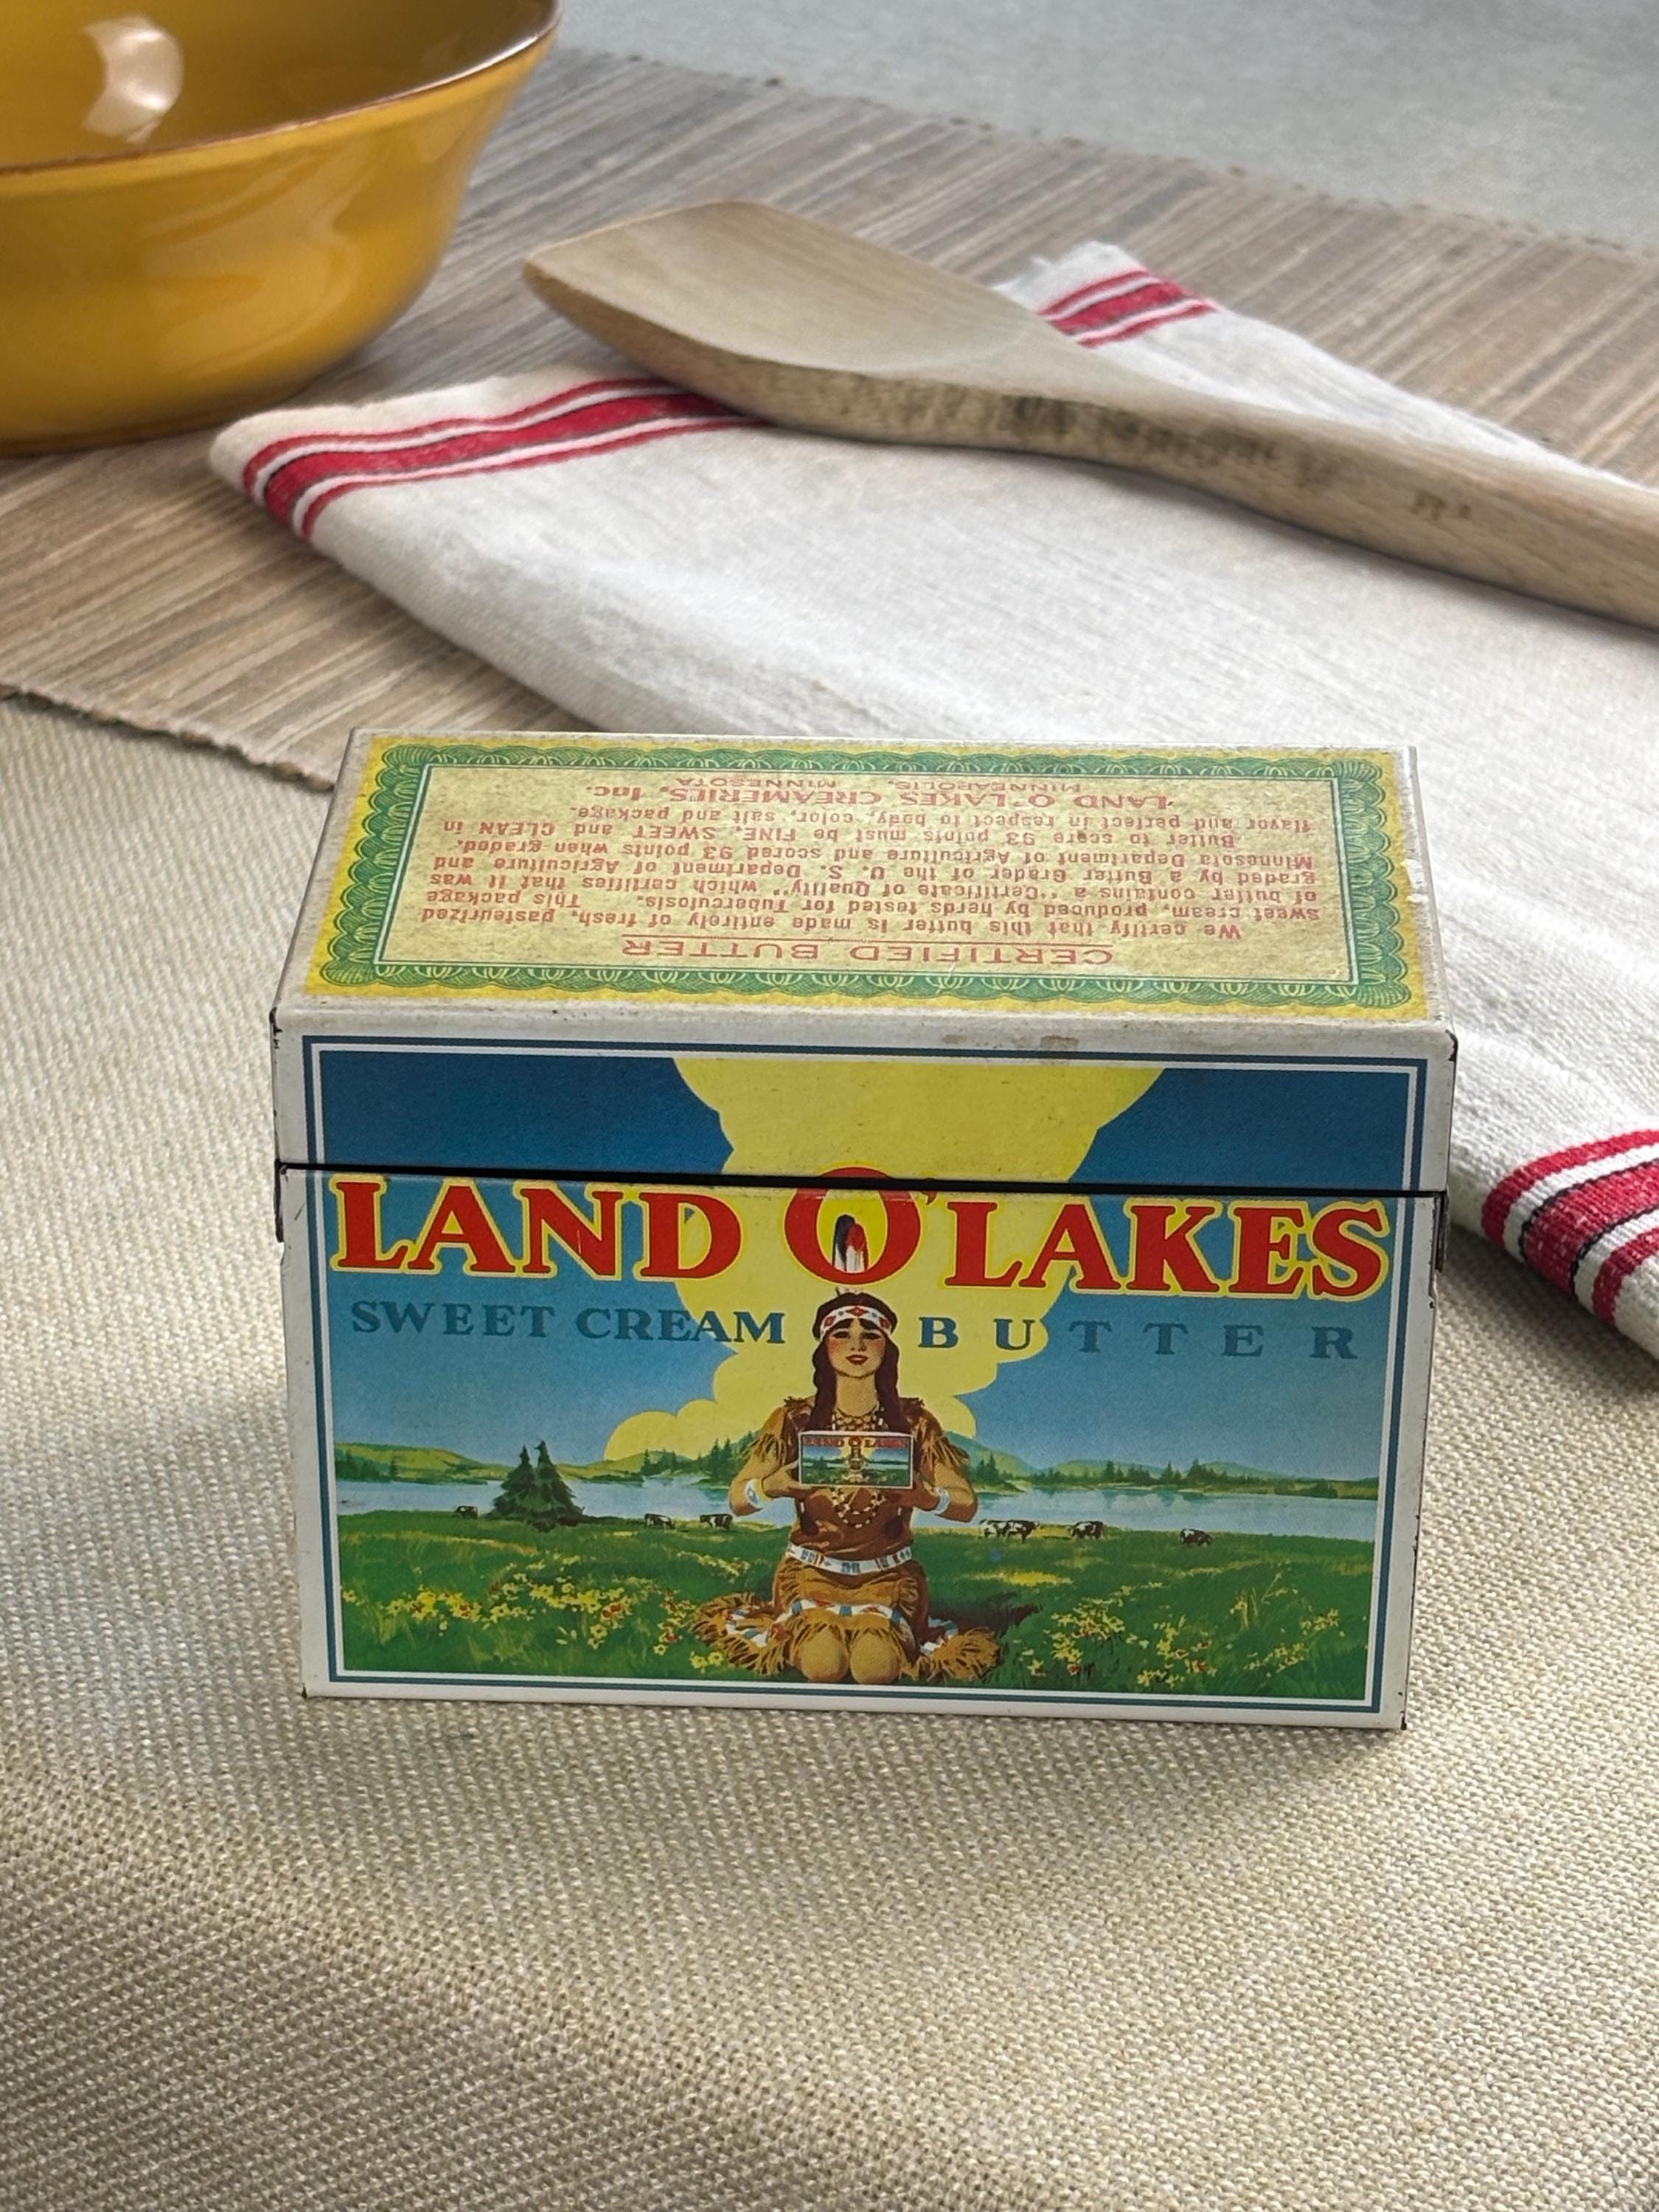 CERTIFIED BUTTER
We certify that this butter is made entirely of fresh, pasteurized
sweet cream, produced by herds tested for Tuberculosis. This package
of butter contains a "Certificate of Quality" which certifies that it was
graded by a Butter Grader of the U. S. Department of Agriculture and
Minnesota Department of Agriculture and scored 93 points when graded.
Butter to score 93 points must be FINE, SWEET and CLEAN in
flavor and perfect in respect to body, color, salt and package.
LAND O'LAKES CREAMERIES, Inc.
MINNEAPOLIS, MINNESOTA
LAND O'LAKES
SWEET CREAM BUTTER
LAND O LAKES